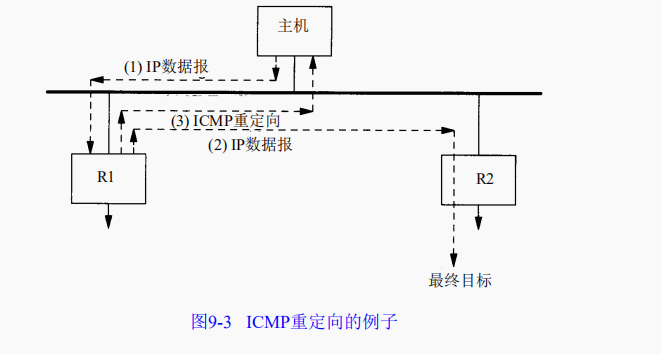 主机
(1) IP数据报
(3) ICMP重定向
(2) IP数据报
R1
R2
最终目标
图9-3 ICMP重定向的例子